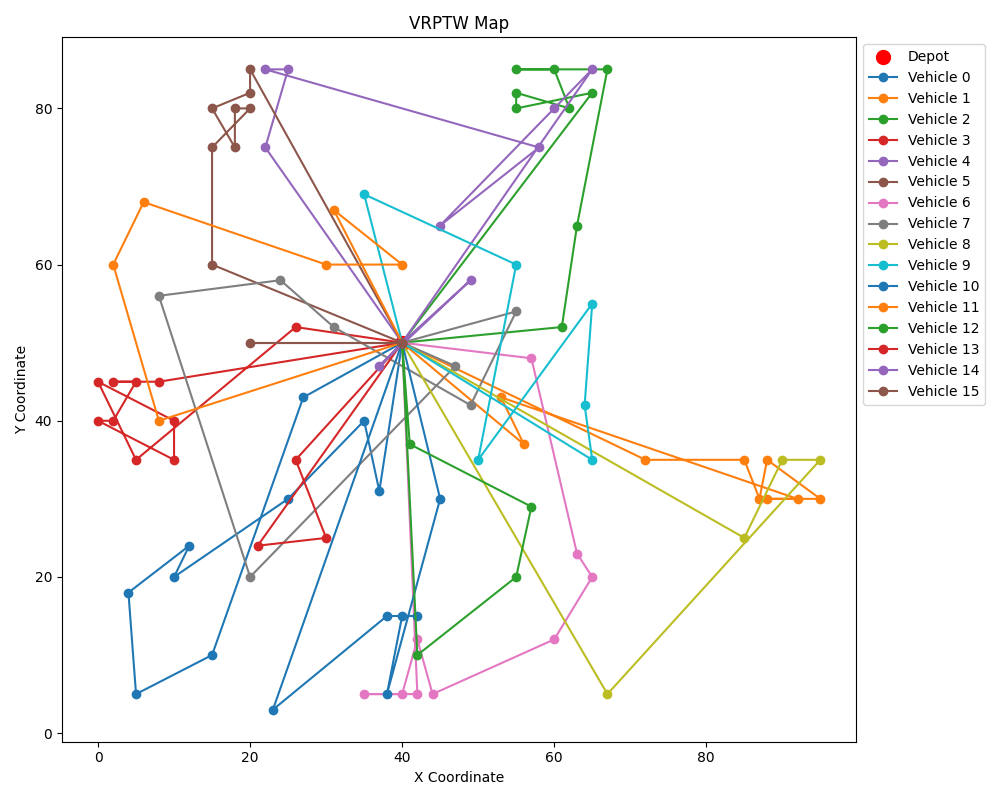 VRPTW Map
Y Coordinate
80
60
40
20
0
0
20
40
60
80
X Coordinate
Depot
Vehicle 0
Vehicle 1
Vehicle 2
Vehicle 3
Vehicle 4
Vehicle 5
Vehicle 6
Vehicle 7
Vehicle 8
Vehicle 9
Vehicle 10
Vehicle 11
Vehicle 12
Vehicle 13
Vehicle 14
Vehicle 15